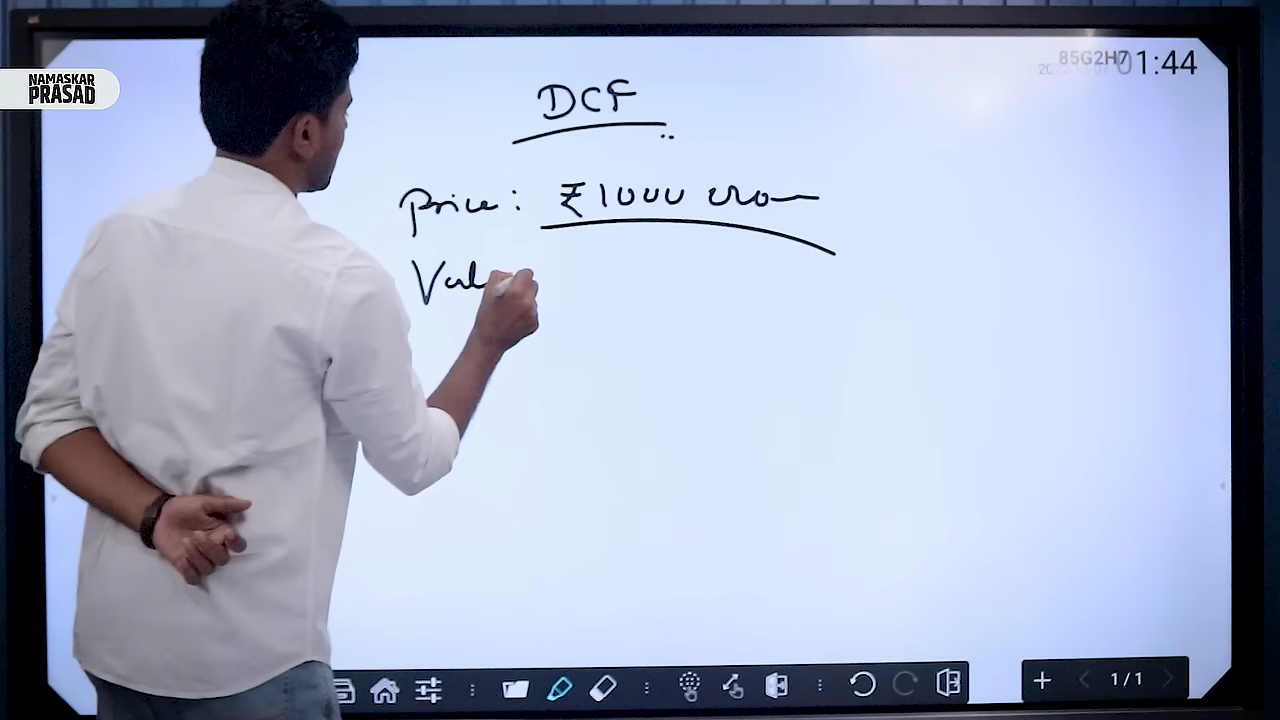 NAMASKAR
PRASAD
85G2H7
01:44
DCF
Price: ₹1000 crore
Val
1/1